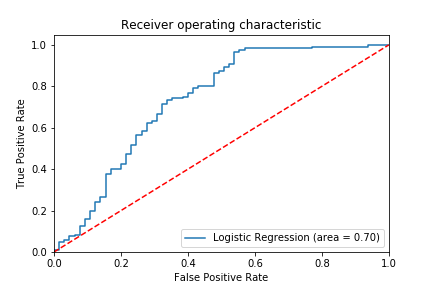 Receiver operating characteristic
True Positive Rate
1.0
0.8
0.6
0.4
0.2
0.0
Logistic Regression (area = 0.70)
0.0 0.2 0.4 0.6 0.8 1.0
False Positive Rate